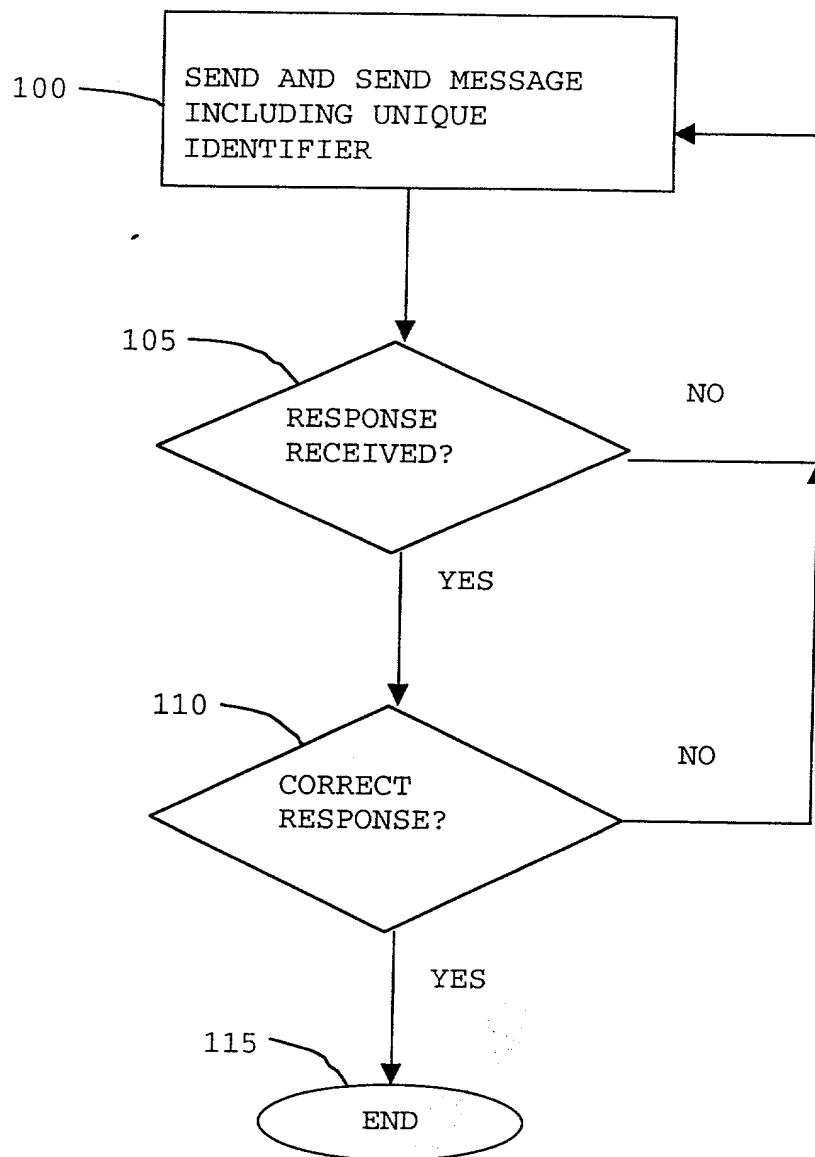 100
SEND AND SEND MESSAGE
INCLUDING UNIQUE
IDENTIFIER
105
RESPONSE
RECEIVED?
NO
YES
110
CORRECT
RESPONSE?
NO
YES
115
END